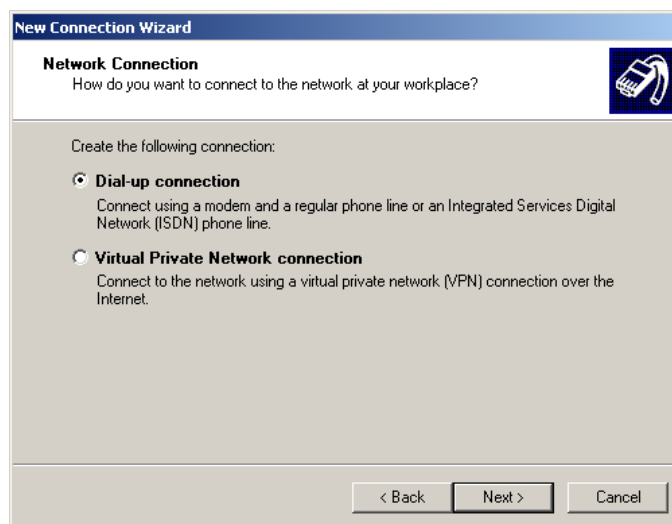 New Connection Wizard
Network Connection
How do you want to connect to the network at your workplace?
Create the following connection:
Dial-up connection
Connect using a modem and a regular phone line or an Integrated Services Digital
Network (ISDN) phone line.
Virtual Private Network connection
Connect to the network using a virtual private network (VPN) connection over the
Internet.
< Back Next > Cancel